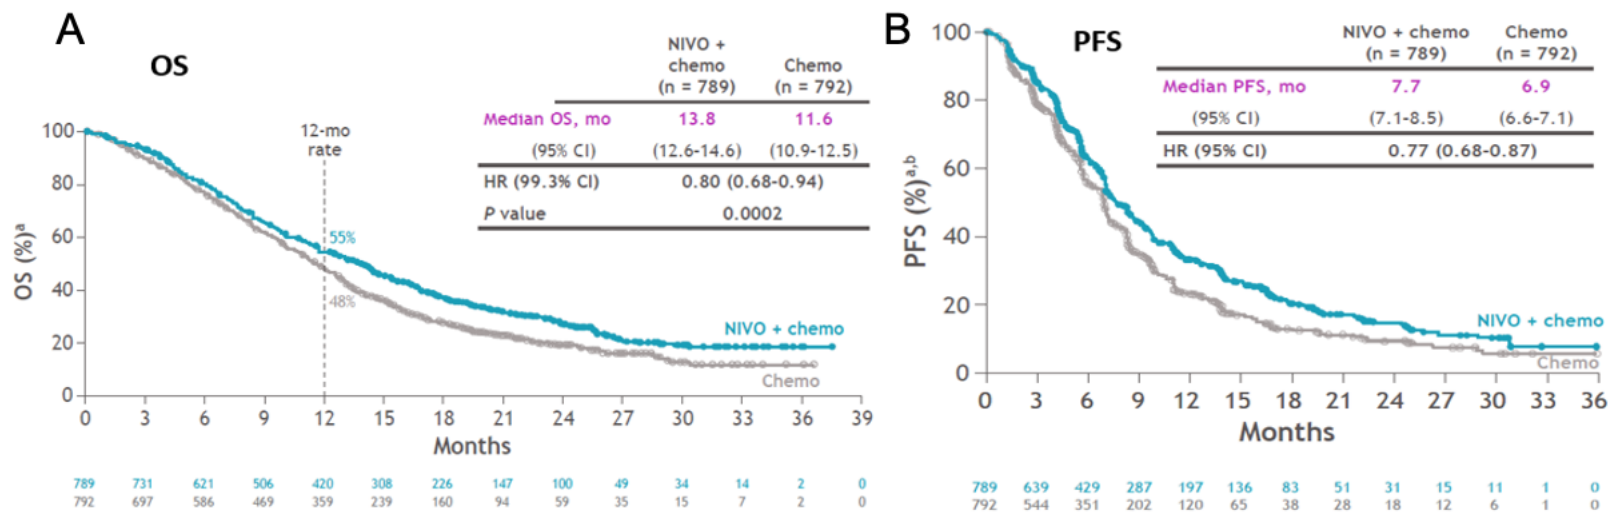 A
OS
NIVO +
chemo
(n = 789)
Chemo
(n = 792)
Median OS, mo 13.8 11.6
(95% CI) (12.6-14.6) (10.9-12.5)
HR (99.3% CI) 0.80 (0.68-0.94)
P value 0.0002
12-mo
rate
55%
48%
NIVO + chemo
Chemo
OS (%)a
100
80
60
40
20
0
0 3 6 9 12 15 18 21 24 27 30 33 36 39
Months
789 731 621 506 420 308 226 147 100 49 34 14 2 0
792 697 586 469 359 239 160 94 59 35 15 7 2 0
B
PFS
NIVO + chemo
(n = 789)
Chemo
(n = 792)
Median PFS, mo 7.7 6.9
(95% CI) (7.1-8.5) (6.6-7.1)
HR (95% CI) 0.77 (0.68-0.87)
NIVO + chemo
Chemo
PFS (%)a,b
100
80
60
40
20
0
0 3 6 9 12 15 18 21 24 27 30 33 36
Months
789 639 429 287 197 136 83 51 31 15 11 1 0
792 544 351 202 120 65 38 28 18 12 6 1 0